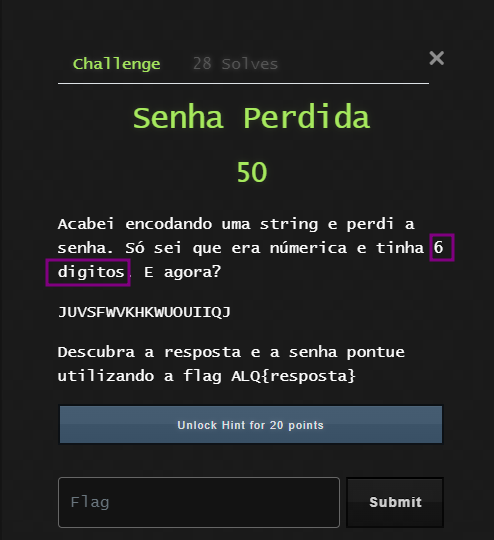 Challenge 28 Solves ×
Senha Perdida
50
Acabei encodando uma string e perdi a
senha. Só sei que era númerica e tinha 6
digitos. E agora?
JUVSFWVKHKWUOUIIQJ
Descubra a resposta e a senha pontue
utilizando a flag ALQ{resposta}
Unlock Hint for 20 points
Flag Submit